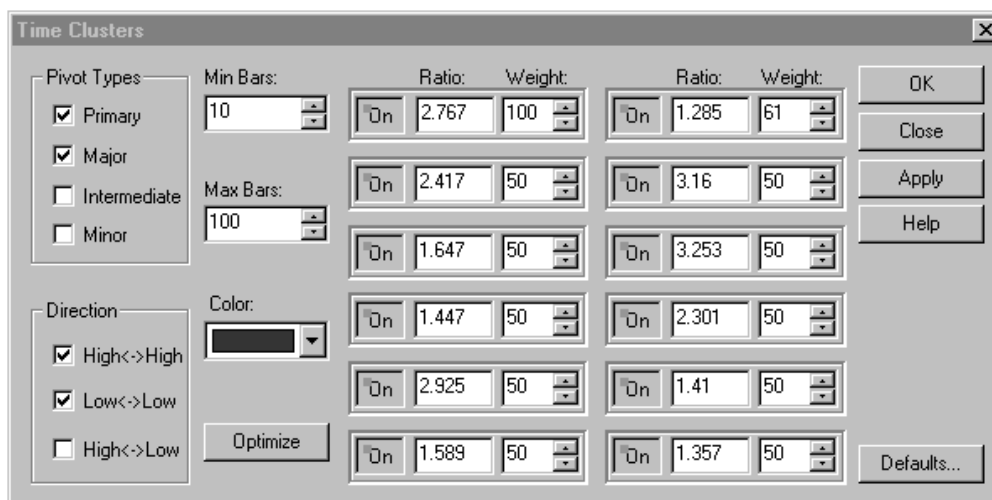 Time Clusters
Pivot Types
Primary
Major
Intermediate
Minor
Direction
High<->High
Low<->Low
High<->Low
Min Bars:
10
Max Bars:
100
Color:
Optimize
Ratio: Weight:
On 2.767 100
On 2.417 50
On 1.647 50
On 1.447 50
On 2.925 50
On 1.589 50
Ratio: Weight:
On 1.285 61
On 3.16 50
On 3.253 50
On 2.301 50
On 1.41 50
On 1.357 50
OK
Close
Apply
Help
Defaults...